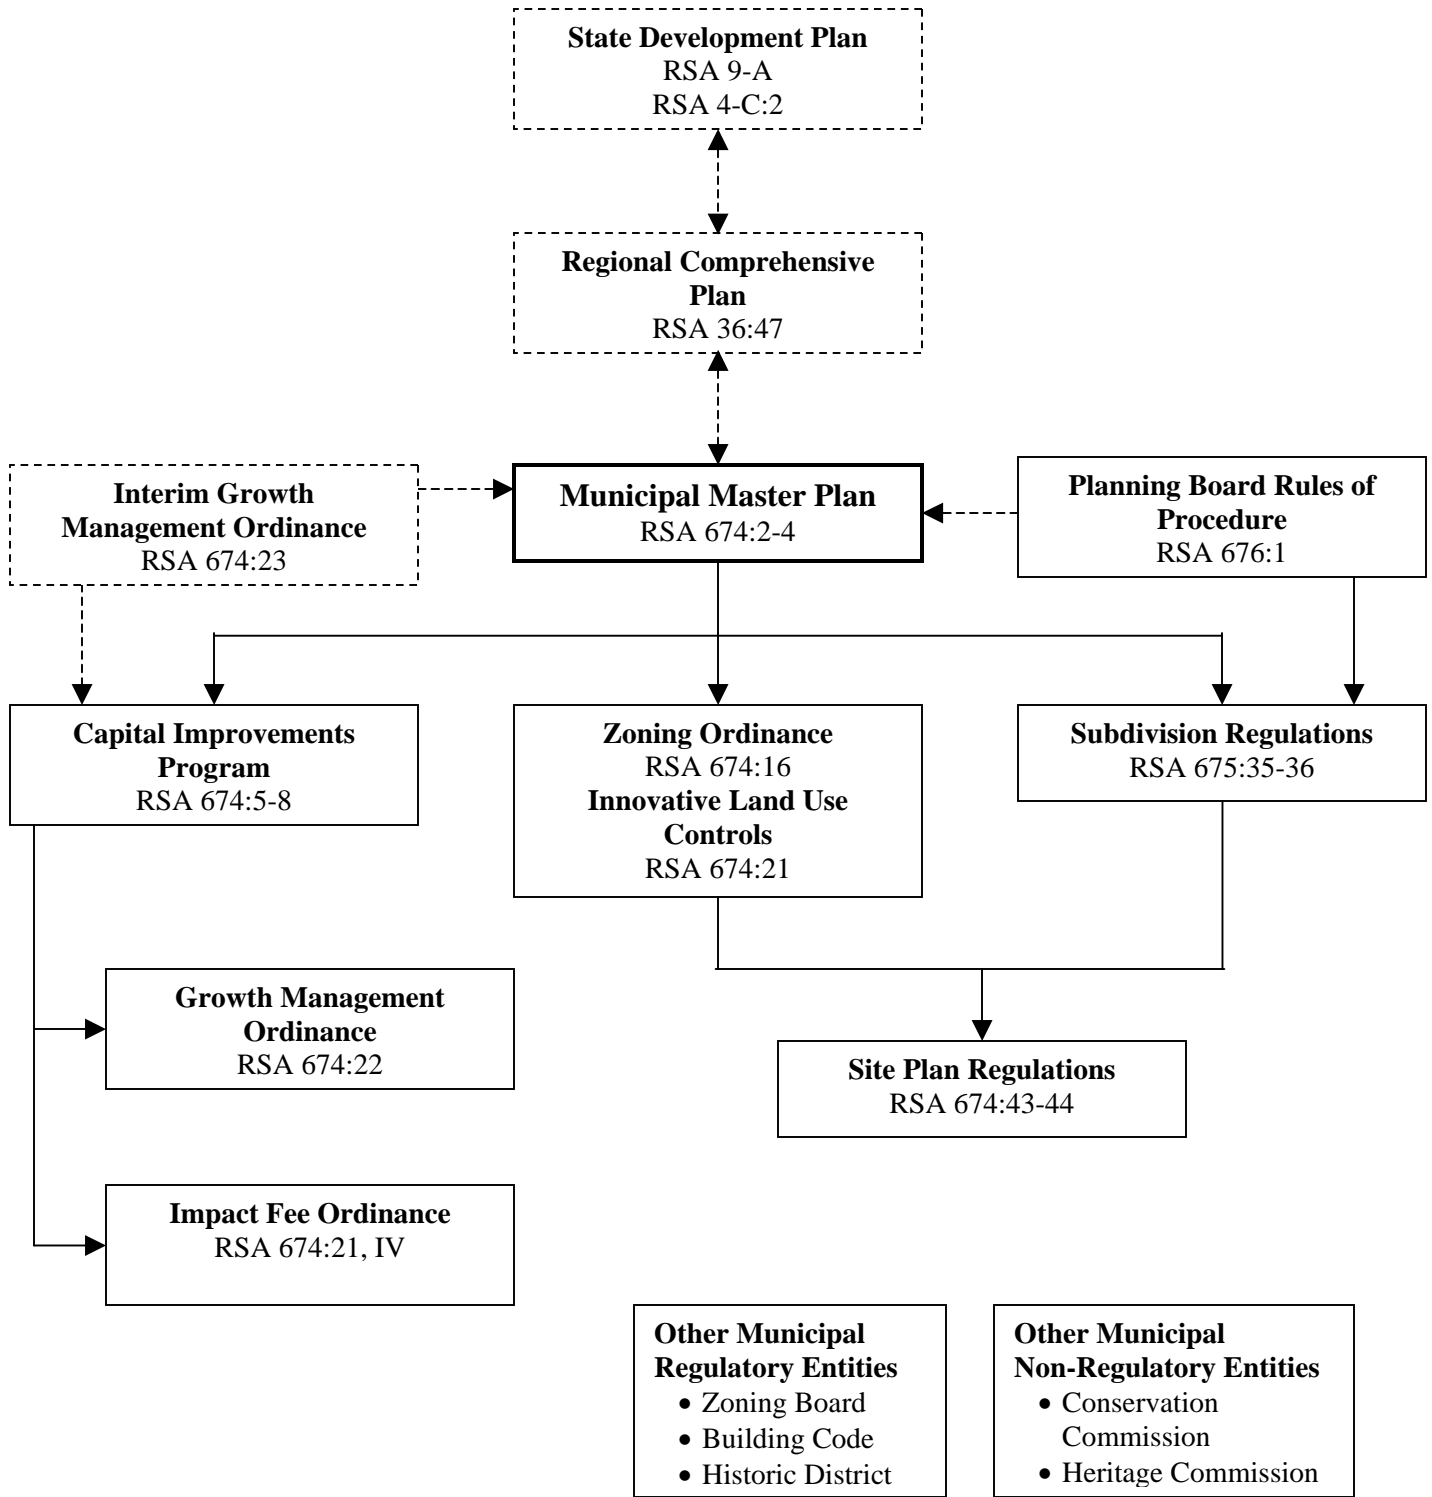 State Development Plan
RSA 9-A
RSA 4-C:2
Regional Comprehensive
Plan
RSA 36:47
Interim Growth
Management Ordinance
RSA 674:23
Municipal Master Plan
RSA 674:2-4
Planning Board Rules of
Procedure
RSA 676:1
Capital Improvements
Program
RSA 674:5-8
Zoning Ordinance
RSA 674:16
Innovative Land Use
Controls
RSA 674:21
Subdivision Regulations
RSA 675:35-36
Growth Management
Ordinance
RSA 674:22
Site Plan Regulations
RSA 674:43-44
Impact Fee Ordinance
RSA 674:21, IV
Other Municipal
Regulatory Entities
• Zoning Board
• Building Code
• Historic District
Other Municipal
Non-Regulatory Entities
• Conservation
Commission
• Heritage Commission